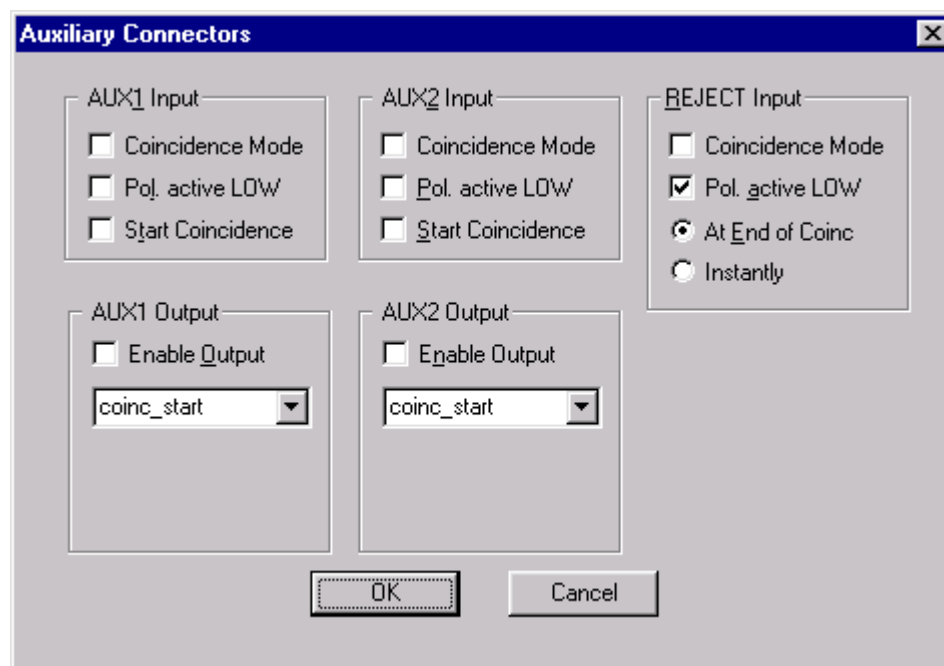 Auxiliary Connectors
AUX1 Input
Coincidence Mode
Pol. active LOW
Start Coincidence
AUX2 Input
Coincidence Mode
Pol. active LOW
Start Coincidence
REJECT Input
Coincidence Mode
Pol. active LOW
At End of Coinc
Instantly
AUX1 Output
Enable Output
coinc_start
AUX2 Output
Enable Output
coinc_start
OK
Cancel